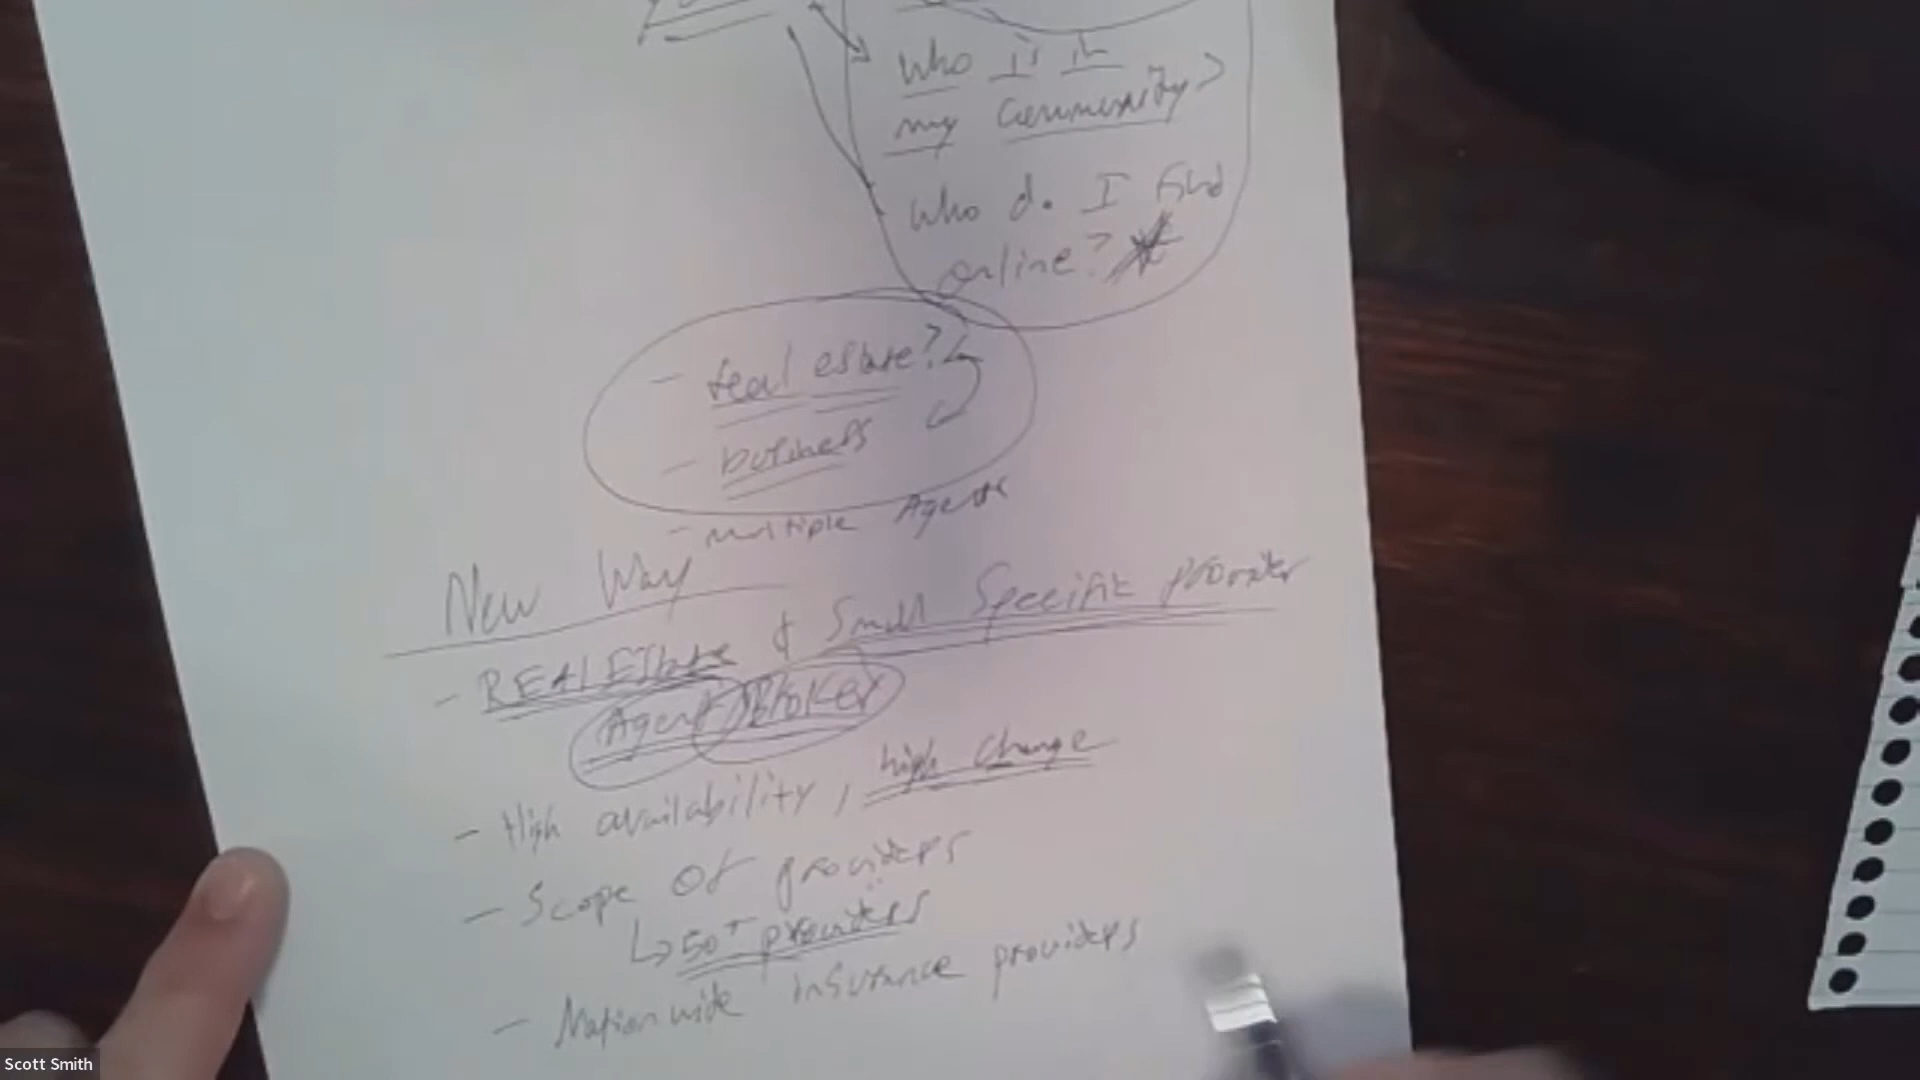 Who is in
my community?
Who do I find
online?
- real estate?
- business
- multiple Agents
New Way
- REAL EState & Small Specific provider
Agent Broker
- High availability, high change
- Scope of providers
↳ 50+ providers
- Nationwide insurance providers
Scott Smith